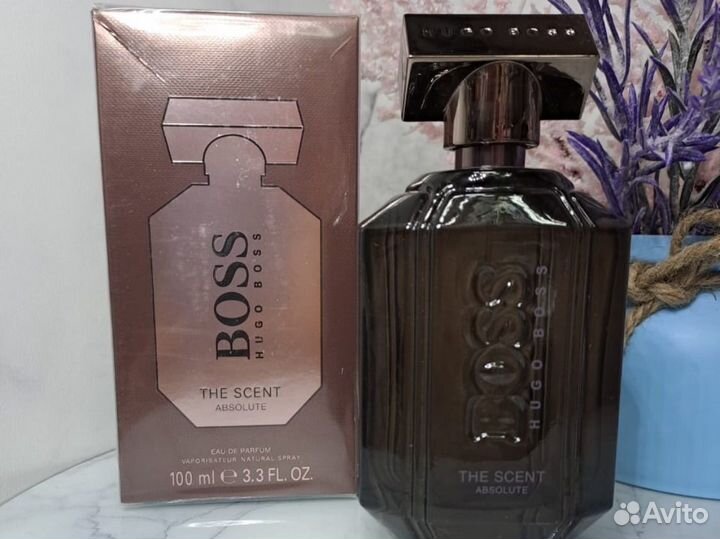 BOSS
HUGO BOSS
THE SCENT
ABSOLUTE
EAU DE PARFUM
VAPORISATEUR NATURAL SPRAY
100 ml ℮ 3.3 FL. OZ.
HUGO BOSS
BOSS
HUGO BOSS
THE SCENT
ABSOLUTE
Avito